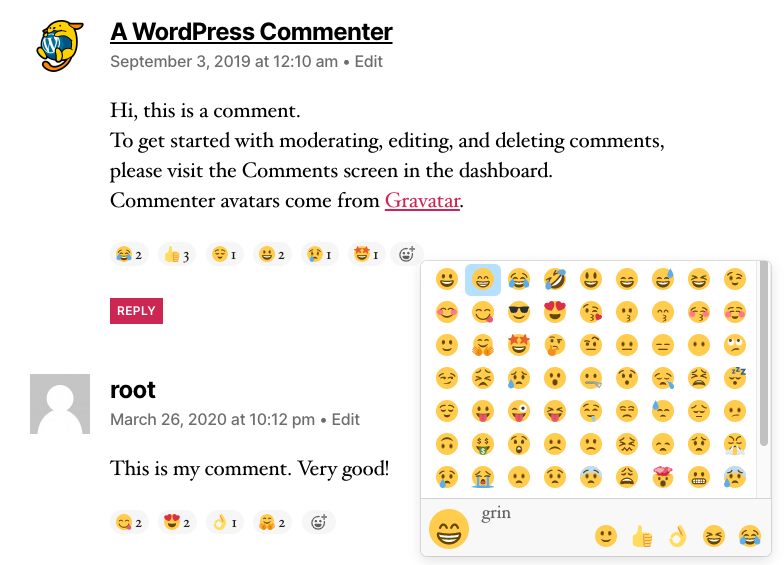 A WordPress Commenter
September 3, 2019 at 12:10 am • Edit
Hi, this is a comment.
To get started with moderating, editing, and deleting comments,
please visit the Comments screen in the dashboard.
Commenter avatars come from Gravatar.
2 3 1 2 1 1
REPLY
root
March 26, 2020 at 10:12 pm • Edit
This is my comment. Very good!
2 2 1 2
grin